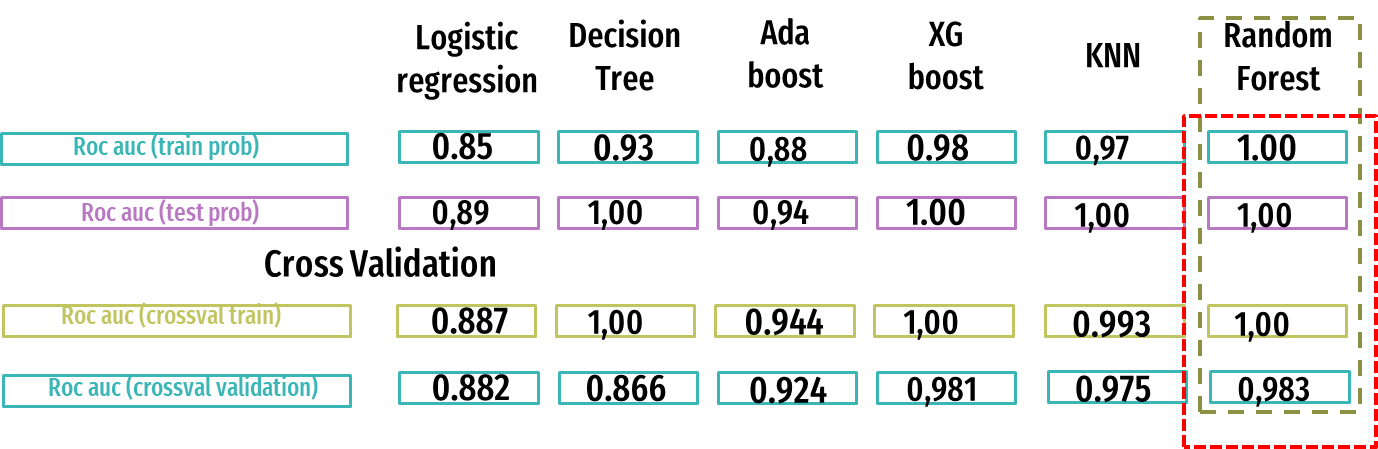 Logistic regression Decision Tree Ada boost XG boost KNN Random Forest
Roc auc (train prob) 0.85 0.93 0,88 0.98 0,97 1.00
Roc auc (test prob) 0,89 1,00 0,94 1.00 1,00 1,00
Cross Validation
Roc auc (crossval train) 0.887 1,00 0.944 1,00 0.993 1,00
Roc auc (crossval validation) 0.882 0.866 0.924 0,981 0.975 0,983